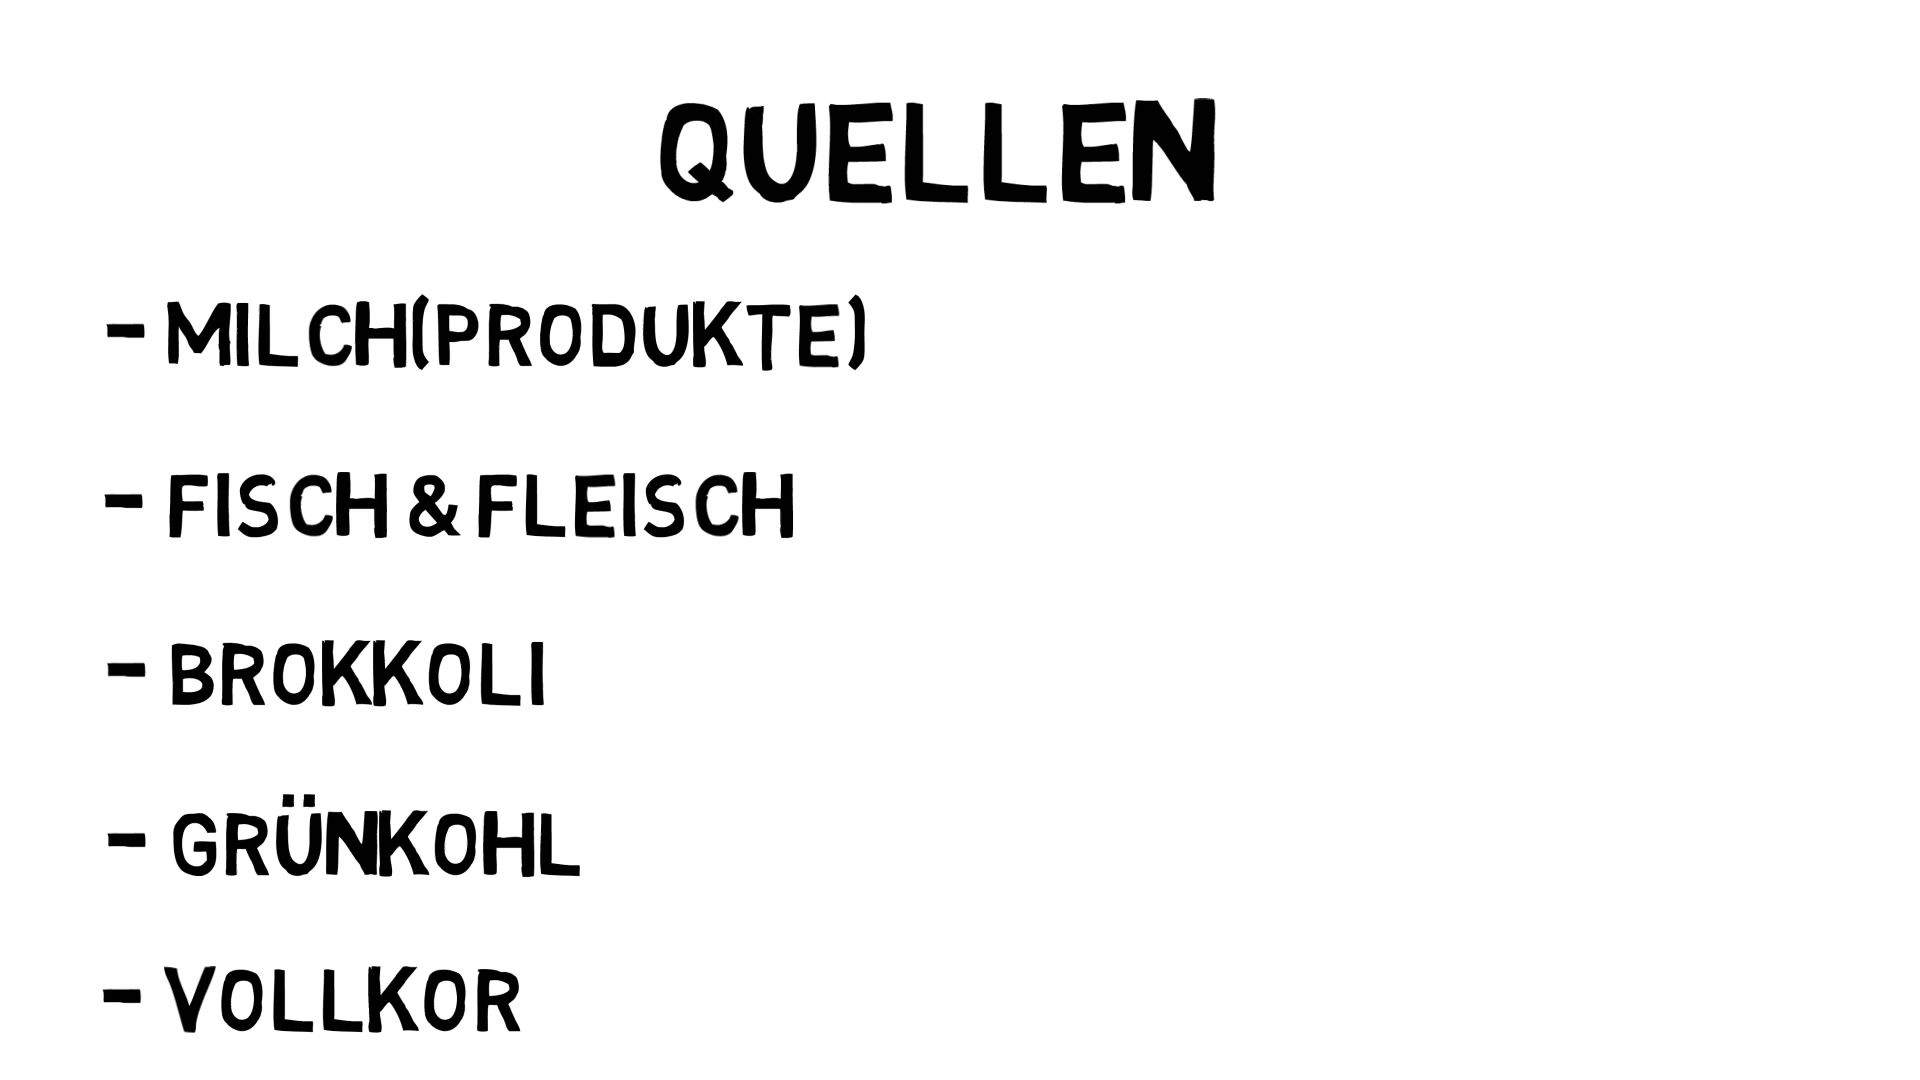 QUELLEN
- MILCH(PRODUKTE)
- FISCH & FLEISCH
- BROKKOLI
- GRÜNKOHL
- VOLLKOR